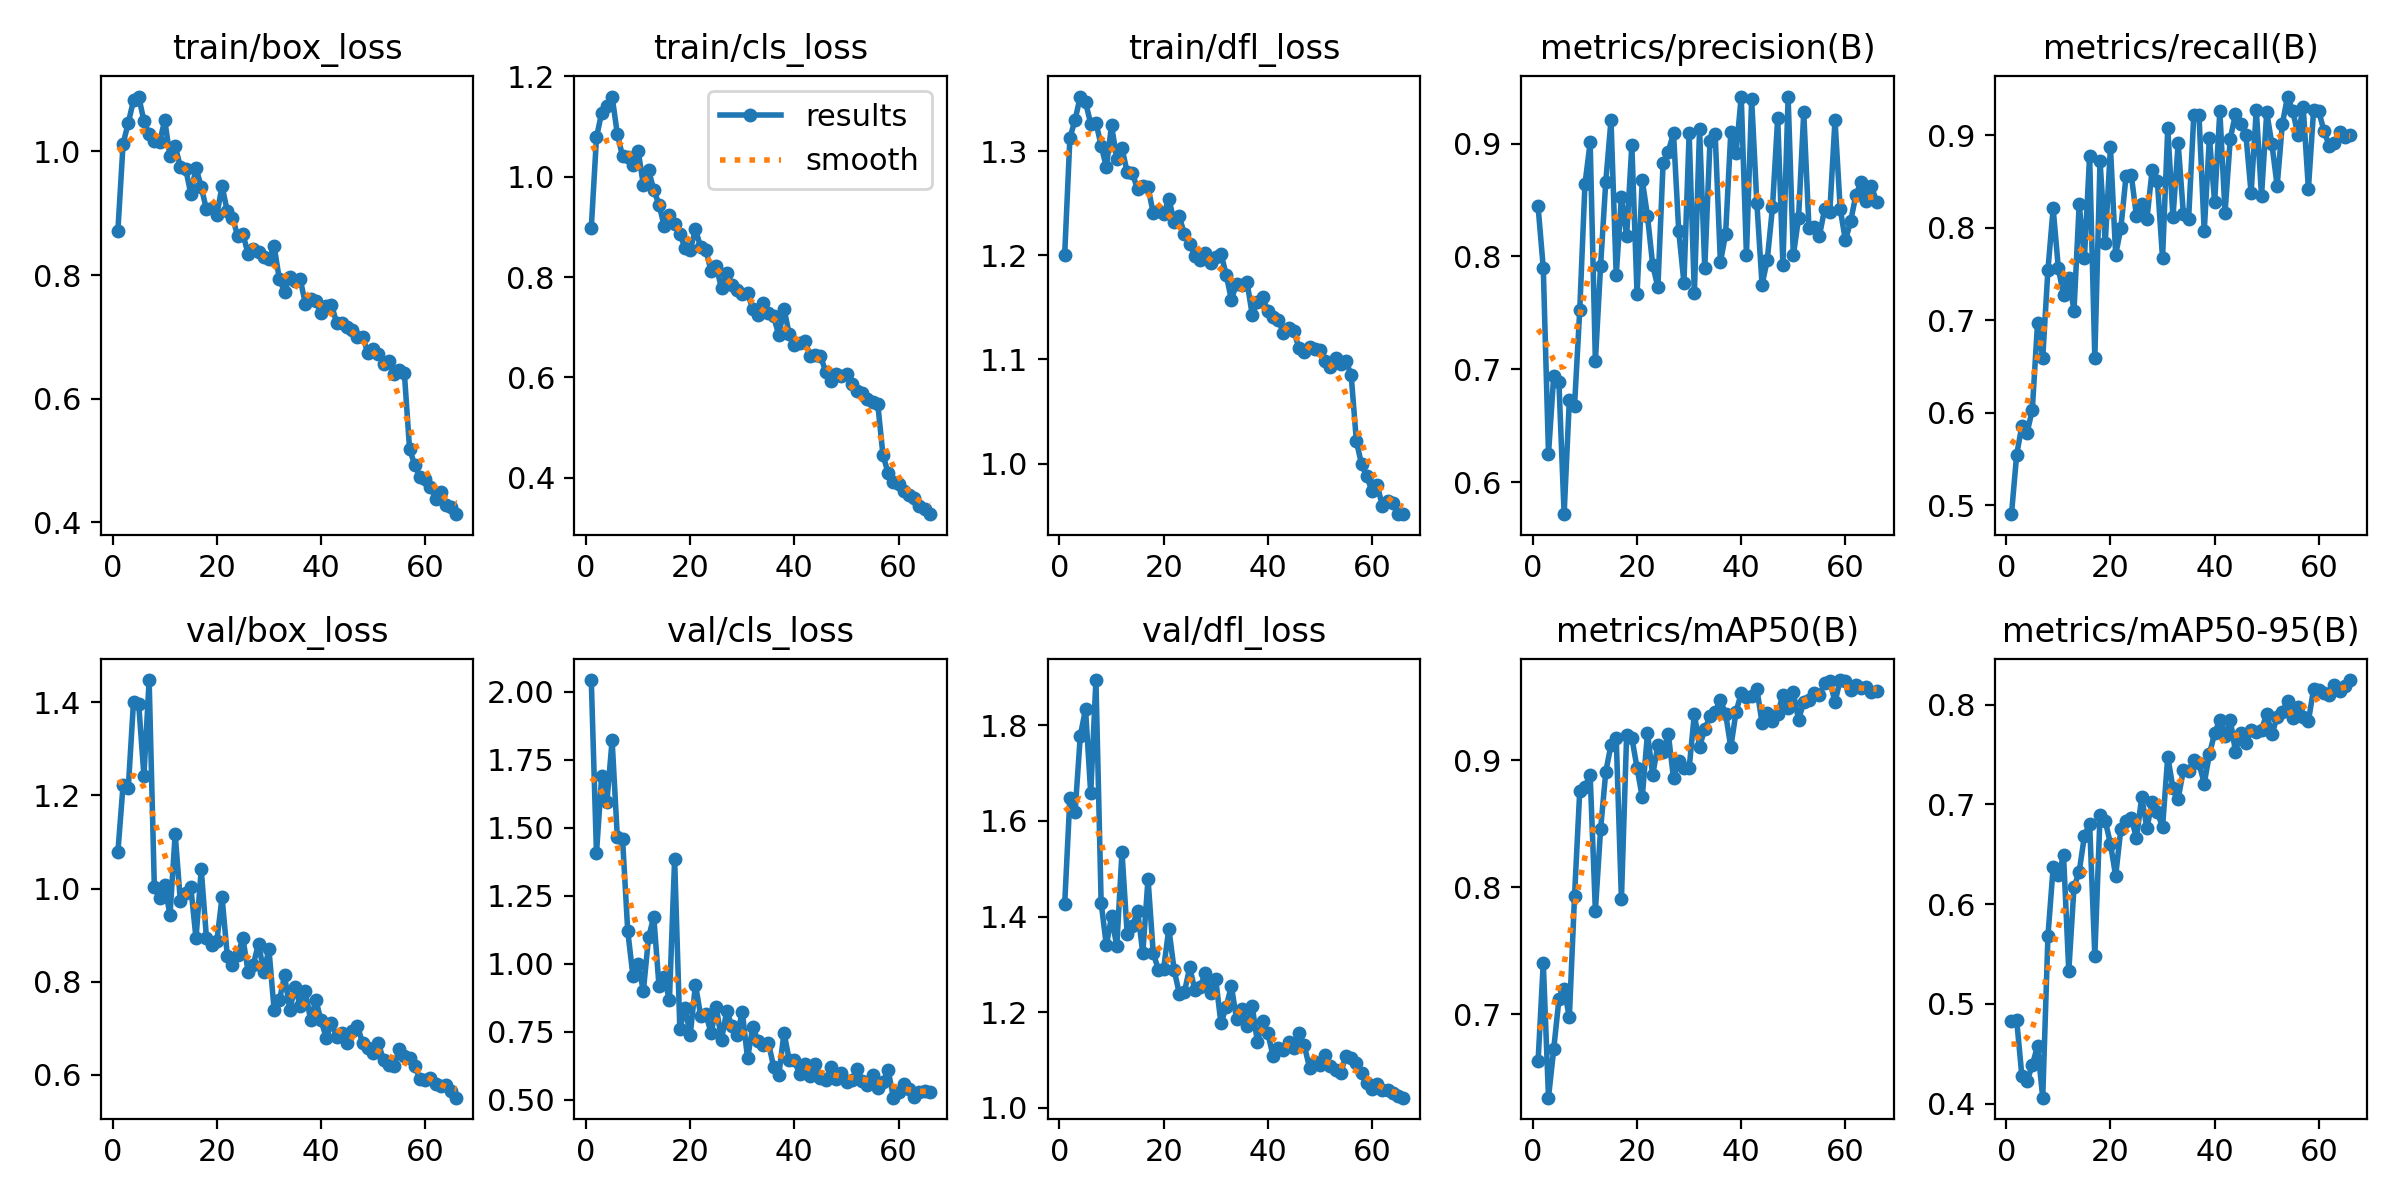 train/box_loss
train/cls_loss
train/dfl_loss
metrics/precision(B)
metrics/recall(B)
1.0
0.8
0.6
0.4
0 20 40 60
1.2
1.0
0.8
0.6
0.4
results
smooth
0 20 40 60
1.3
1.2
1.1
1.0
0 20 40 60
0.9
0.8
0.7
0.6
0 20 40 60
0.9
0.8
0.7
0.6
0.5
0 20 40 60
val/box_loss
val/cls_loss
val/dfl_loss
metrics/mAP50(B)
metrics/mAP50-95(B)
1.4
1.2
1.0
0.8
0.6
0 20 40 60
2.00
1.75
1.50
1.25
1.00
0.75
0.50
0 20 40 60
1.8
1.6
1.4
1.2
1.0
0 20 40 60
0.9
0.8
0.7
0 20 40 60
0.8
0.7
0.6
0.5
0.4
0 20 40 60